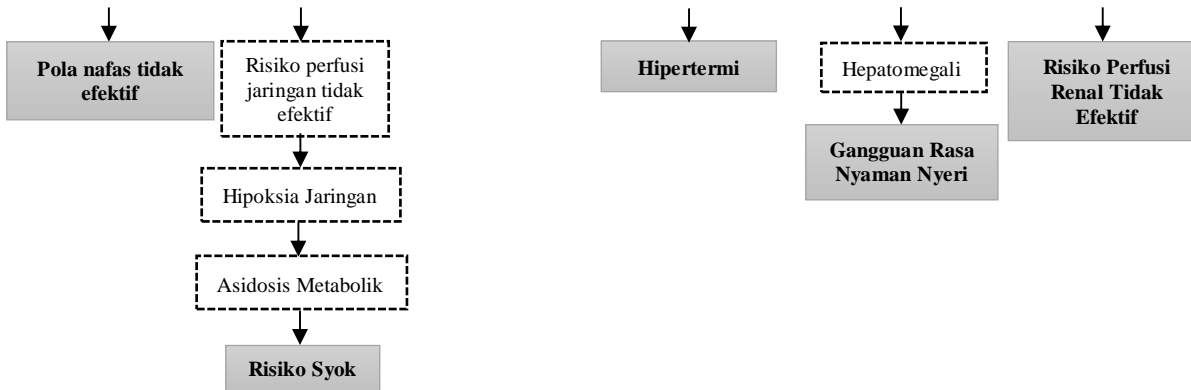 Pola nafas tidak
efektif
Risiko perfusi
jaringan tidak
efektif
Hipoksia Jaringan
Asidosis Metabolik
Risiko Syok
Hipertermi
Hepatomegali
Gangguan Rasa
Nyaman Nyeri
Risiko Perfusi
Renal Tidak
Efektif